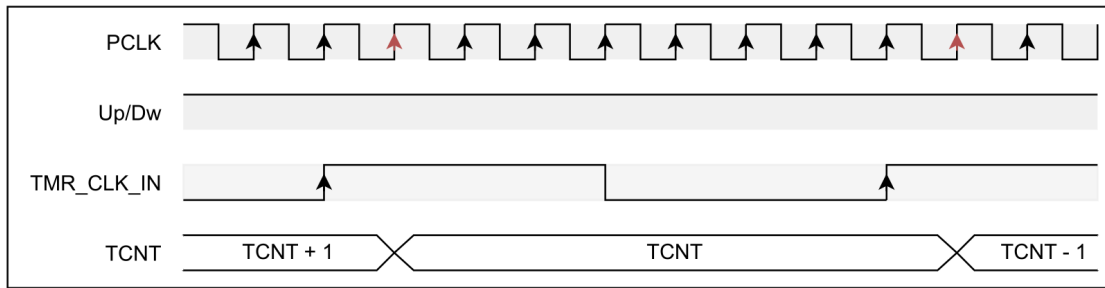 PCLK
Up/Dw
TMR_CLK_IN
TCNT
TCNT + 1
TCNT
TCNT - 1